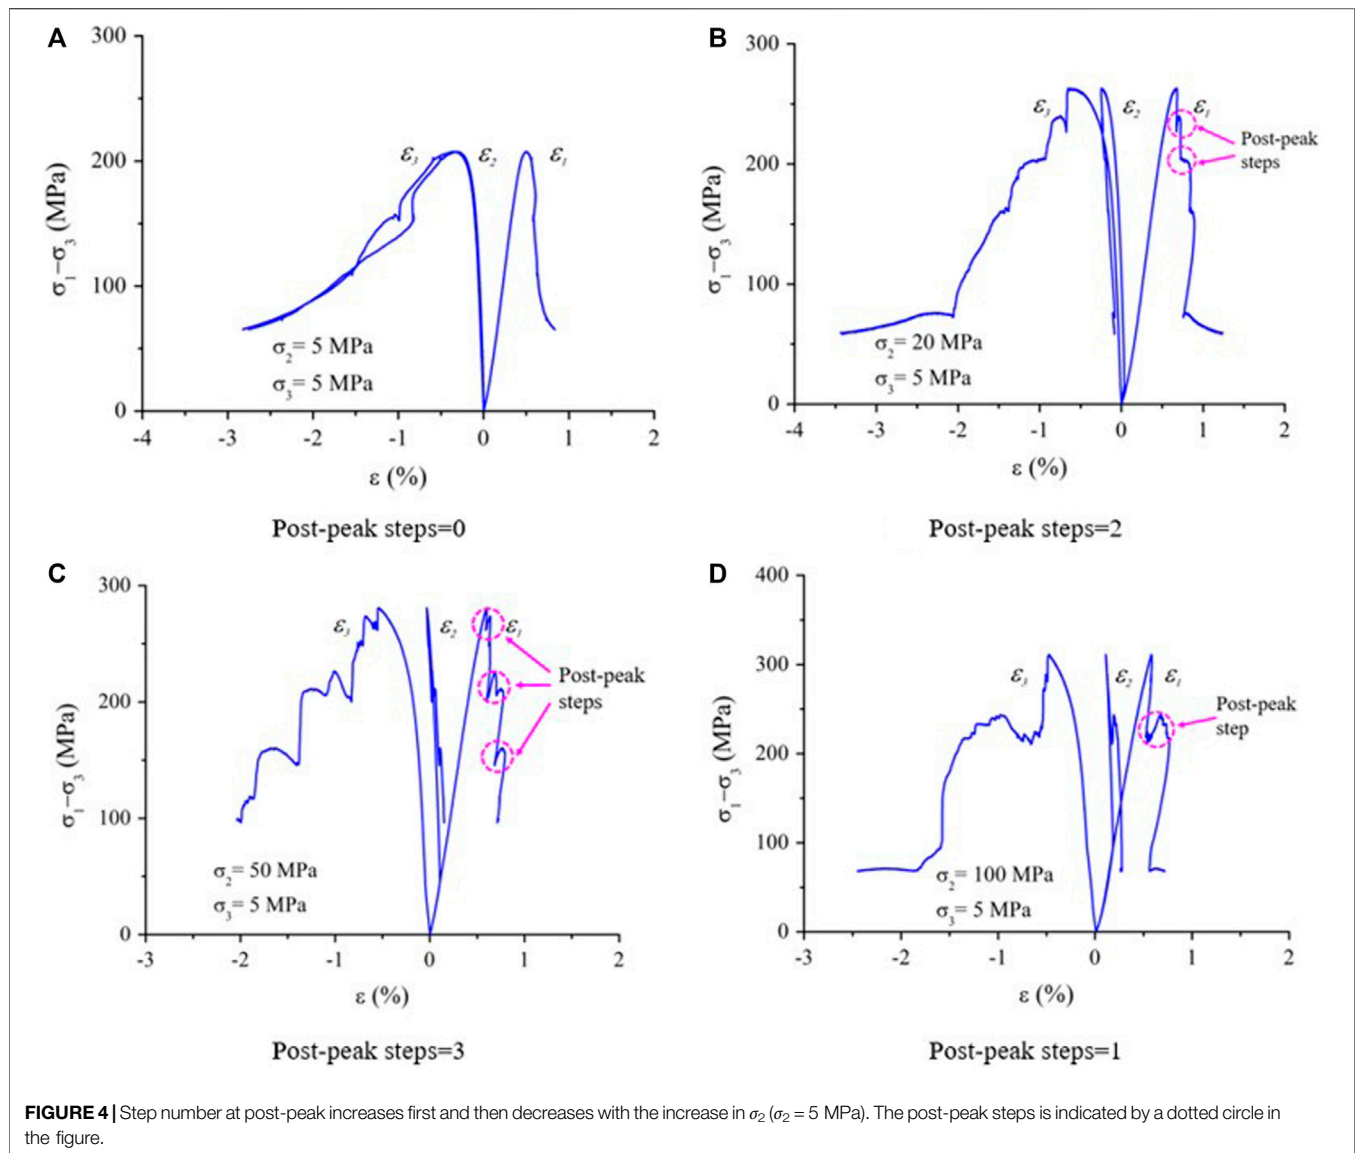 A
300
200
100
0
σ1–σ3 (MPa)
ε3
ε2
ε1
σ2= 5 MPa
σ3= 5 MPa
-4 -3 -2 -1 0 1 2
ε (%)
Post-peak steps=0
B
300
200
100
0
σ1–σ3 (MPa)
ε3
ε2
ε1
Post-peak
steps
σ2= 20 MPa
σ3= 5 MPa
-4 -3 -2 -1 0 1 2
ε (%)
Post-peak steps=2
C
300
200
100
0
σ1–σ3 (MPa)
ε3
ε2
ε1
Post-peak
steps
σ2= 50 MPa
σ3= 5 MPa
-3 -2 -1 0 1 2
ε (%)
Post-peak steps=3
D
400
300
200
100
0
σ1–σ3 (MPa)
ε3
ε2
ε1
Post-peak
step
σ2= 100 MPa
σ3= 5 MPa
-3 -2 -1 0 1 2
ε (%)
Post-peak steps=1
FIGURE 4 | Step number at post-peak increases first and then decreases with the increase in σ2 (σ2 = 5 MPa). The post-peak steps is indicated by a dotted circle in
the figure.